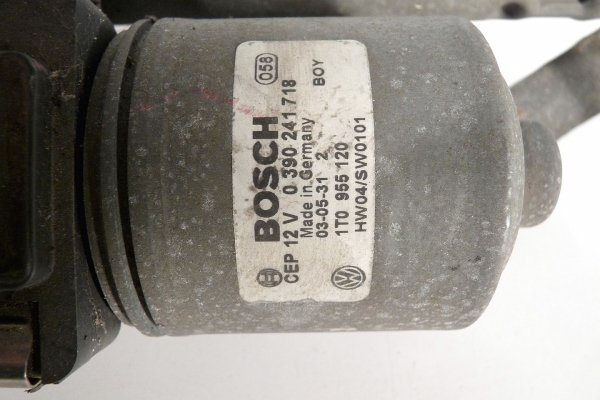 058
BOSCH
BOY
CEP 12 V 0 390 241 718
Made in Germany
03-05-31 2
1T0 955 120
HW04/SW0101